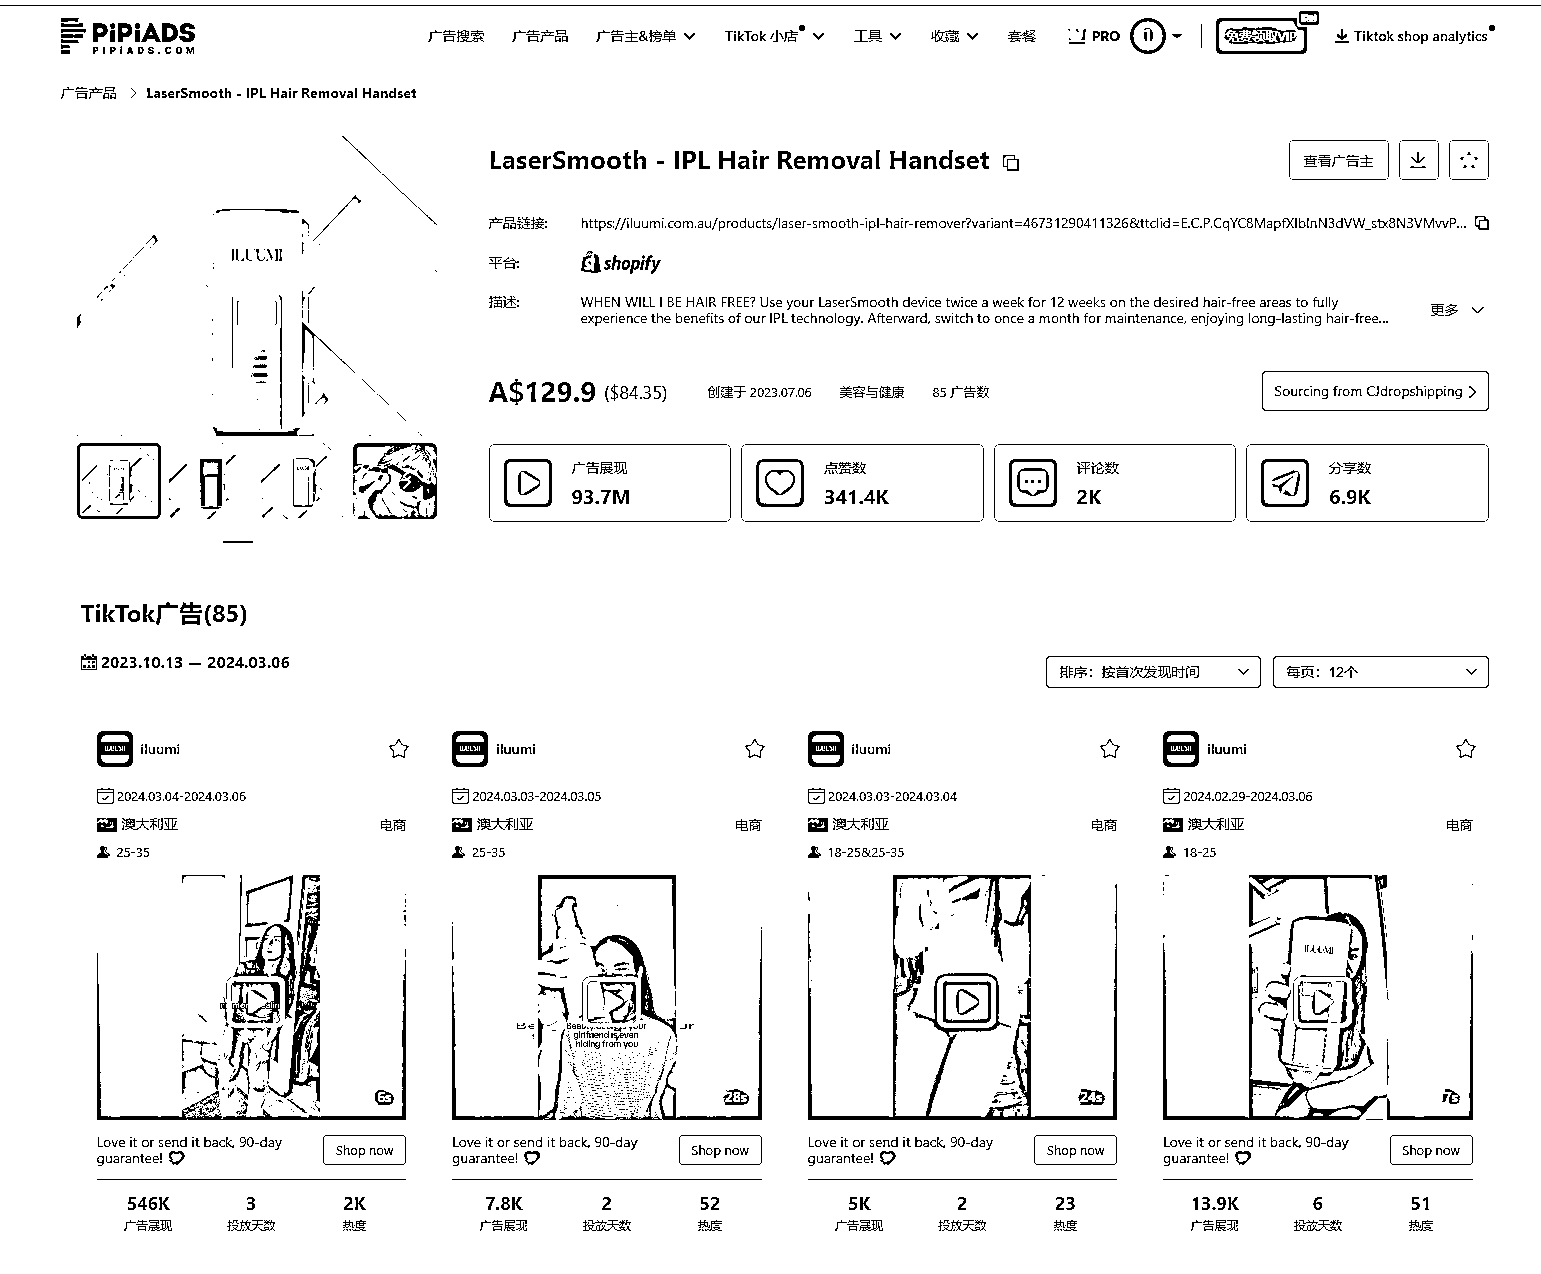 PiPiADS
PIPIADS.COM
广告搜索 广告产品 广告主&榜单 TikTok 小店 工具 收藏 套餐 PRO 免费领取VIP Tiktok shop analytics
广告产品 > LaserSmooth - IPL Hair Removal Handset
LaserSmooth - IPL Hair Removal Handset
查看广告主
ILUUMI
产品链接: https://iluumi.com.au/products/laser-smooth-ipl-hair-remover?variant=46731290411326&ttclid=E.C.P.CqYC8MapfXIbInN3dVW_stx8N3VMvvP...
平台: shopify
描述: WHEN WILL I BE HAIR FREE? Use your LaserSmooth device twice a week for 12 weeks on the desired hair-free areas to fully
experience the benefits of our IPL technology. Afterward, switch to once a month for maintenance, enjoying long-lasting hair-free...
更多
A$129.9 ($84.35) 创建于 2023.07.06 美容与健康 85 广告数
Sourcing from CJdropshipping >
广告展现 点赞数 评论数 分享数
93.7M 341.4K 2K 6.9K
TikTok广告(85)
2023.10.13 — 2024.03.06
排序：按首次发现时间 每页：12个
iluumi iluumi iluumi iluumi
2024.03.04-2024.03.06 2024.03.03-2024.03.05 2024.03.03-2024.03.04 2024.02.29-2024.03.06
澳大利亚 电商 澳大利亚 电商 澳大利亚 电商 澳大利亚 电商
25-35 25-35 18-25&25-35 18-25
ILUUMI
girlfriend is even
hiding from you
6s 28s 24s
Love it or send it back, 90-day Love it or send it back, 90-day Love it or send it back, 90-day Love it or send it back, 90-day
guarantee! guarantee! guarantee! guarantee!
Shop now Shop now Shop now Shop now
546K 3 2K 7.8K 2 52 5K 2 23 13.9K 6 51
广告展现 投放天数 热度 广告展现 投放天数 热度 广告展现 投放天数 热度 广告展现 投放天数 热度